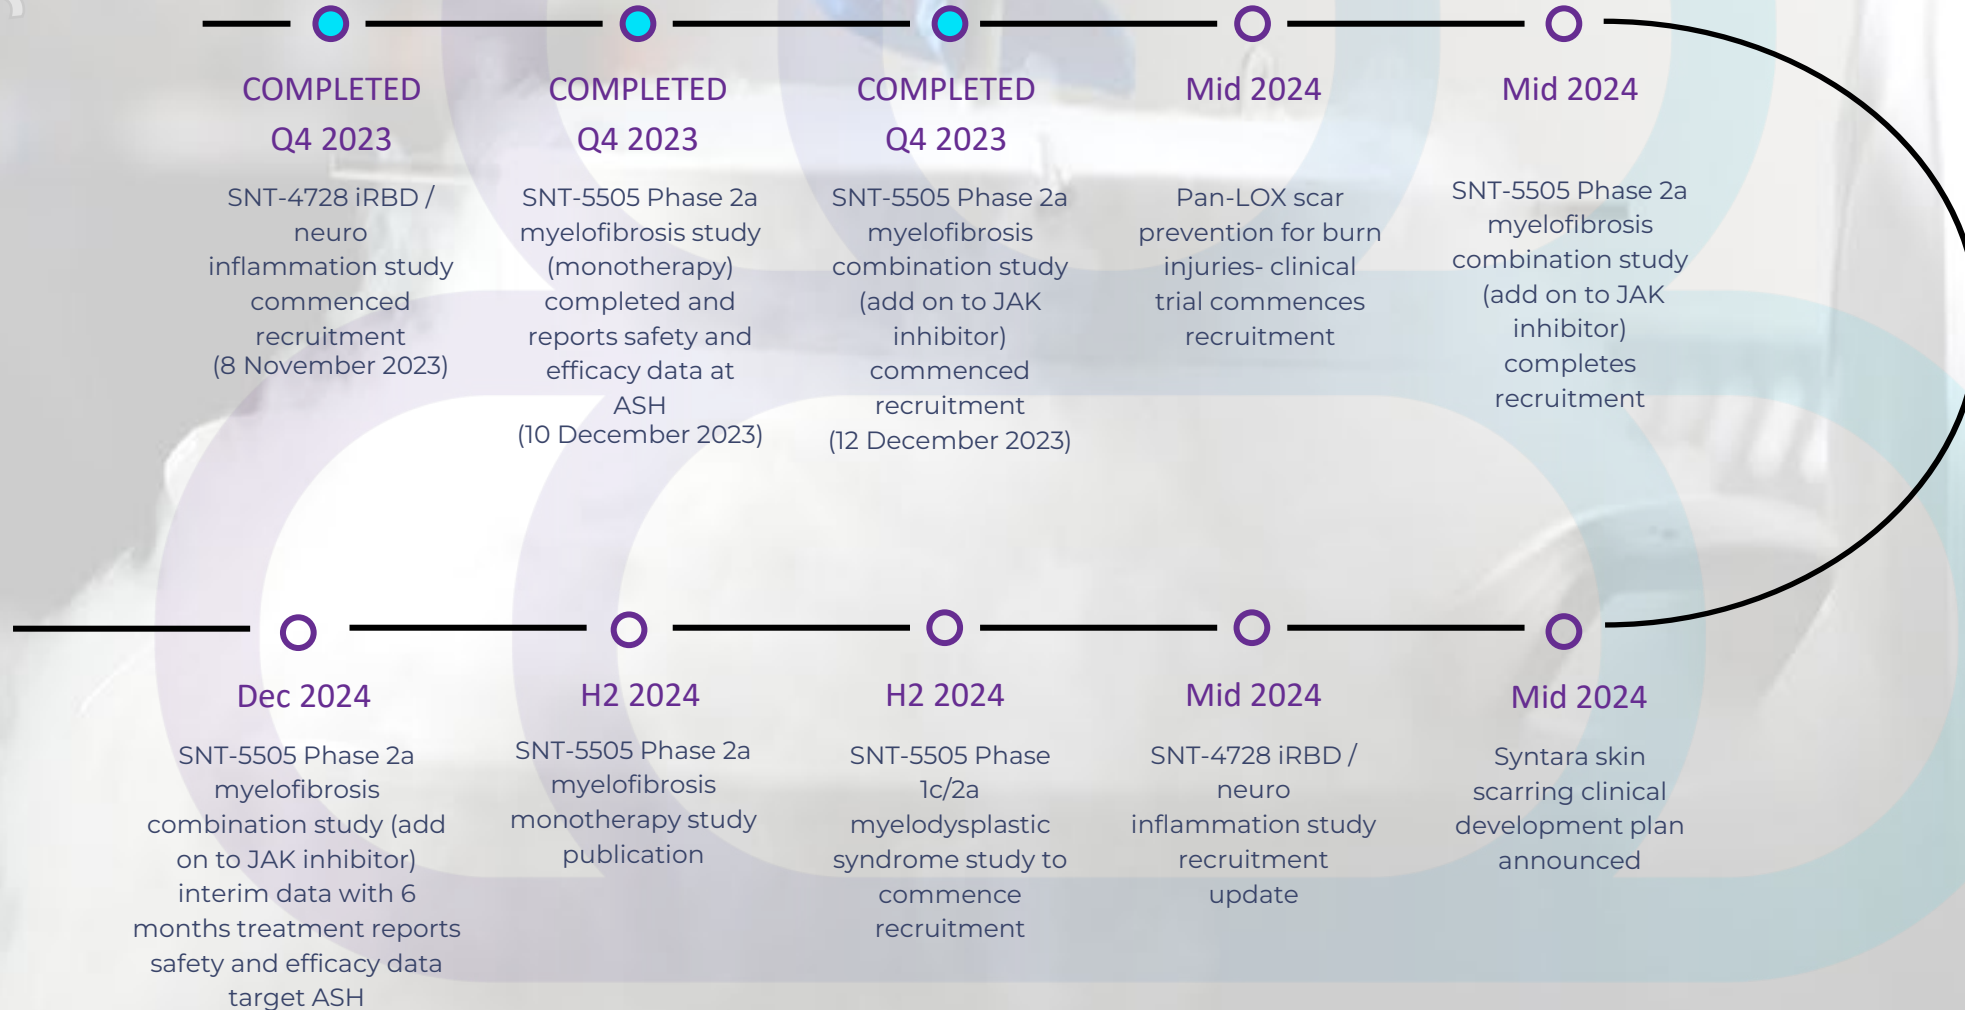 COMPLETED
Q4 2023
SNT-4728 iRBD /
neuro
inflammation study
commenced
recruitment
(8 November 2023)
COMPLETED
Q4 2023
SNT-5505 Phase 2a
myelofibrosis study
(monotherapy)
completed and
reports safety and
efficacy data at
ASH
(10 December 2023)
COMPLETED
Q4 2023
SNT-5505 Phase 2a
myelofibrosis
combination study
(add on to JAK
inhibitor)
commenced
recruitment
(12 December 2023)
Mid 2024
Pan-LOX scar
prevention for burn
injuries- clinical
trial commences
recruitment
Mid 2024
SNT-5505 Phase 2a
myelofibrosis
combination study
(add on to JAK
inhibitor)
completes
recruitment
Dec 2024
SNT-5505 Phase 2a
myelofibrosis
combination study (add
on to JAK inhibitor)
interim data with 6
months treatment reports
safety and efficacy data
target ASH
H2 2024
SNT-5505 Phase 2a
myelofibrosis
monotherapy study
publication
H2 2024
SNT-5505 Phase
1c/2a
myelodysplastic
syndrome study to
commence
recruitment
Mid 2024
SNT-4728 iRBD /
neuro
inflammation study
recruitment
update
Mid 2024
Syntara skin
scarring clinical
development plan
announced